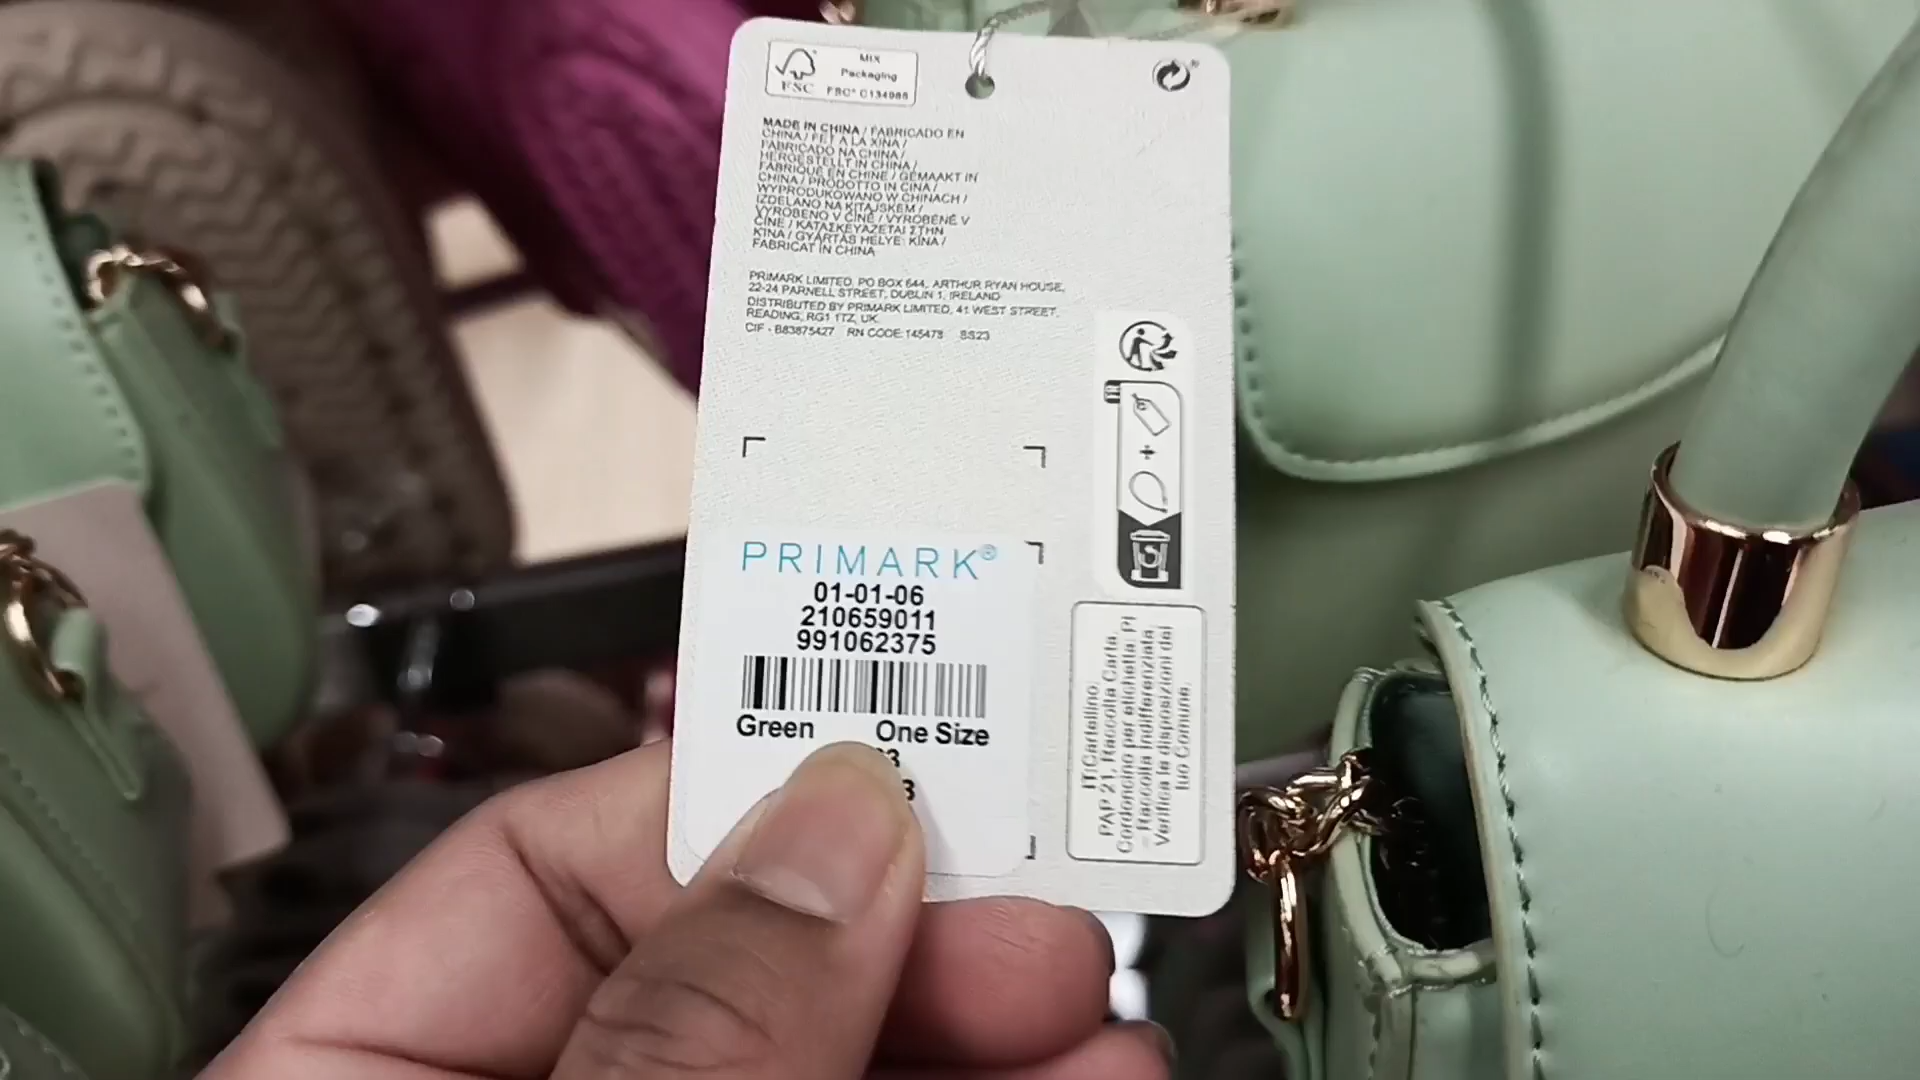 FSC
MIX
Packaging
FSC® C134988
MADE IN CHINA / FABRICADO EN
CHINA / FET A LA XINA /
FABRICADO NA CHINA /
HERGESTELLT IN CHINA /
FABRIQUÉ EN CHINE / GEMAAKT IN
CHINA / PRODOTTO IN CINA /
WYPRODUKOWANO W CHINACH /
IZDELANO NA KITAJSKEM /
VYROBENO V ČÍNĚ / VYROBENÉ V
ČÍNE / ΚΑΤΑΣΚΕΥΑΖΕΤΑΙ ΣΤΗΝ
ΚΙΝΑ / GYÁRTÁS HELYE: KÍNA /
FABRICAT ÎN CHINA
PRIMARK LIMITED, PO BOX 644, ARTHUR RYAN HOUSE,
22-24 PARNELL STREET, DUBLIN 1, IRELAND
DISTRIBUTED BY PRIMARK LIMITED, 41 WEST STREET,
READING, RG1 1TZ, UK
CIF - B83875427 RN CODE:145473 SS23
FR
+
PRIMARK®
01-01-06
210659011
991062375
Green One Size
3
3
IT Cartellino:
PAP 21, Raccolta Carta.
Cordoncino per etichetta: Pl
- Raccolta Indifferenziata.
Verifica le disposizioni del
tuo Comune.